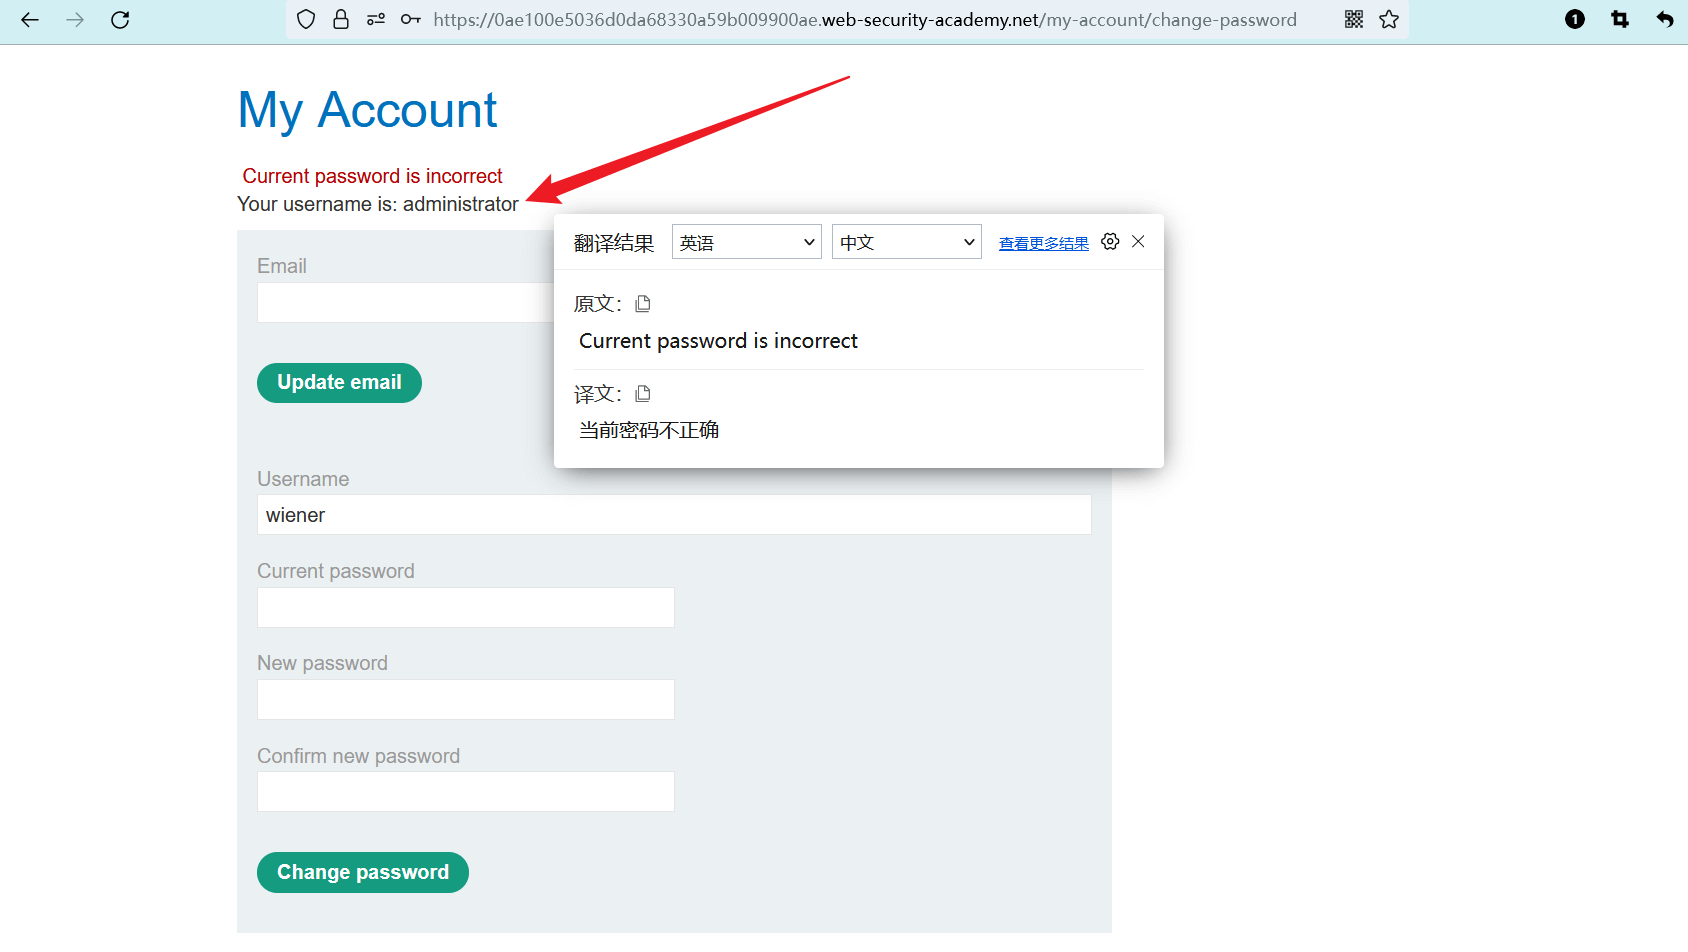 https://0ae100e5036d0da68330a59b009900ae.web-security-academy.net/my-account/change-password
1
My Account
Current password is incorrect
Your username is: administrator
翻译结果 英语 中文 查看更多结果
Email
原文：
Current password is incorrect
Update email
译文：
当前密码不正确
Username
wiener
Current password
New password
Confirm new password
Change password